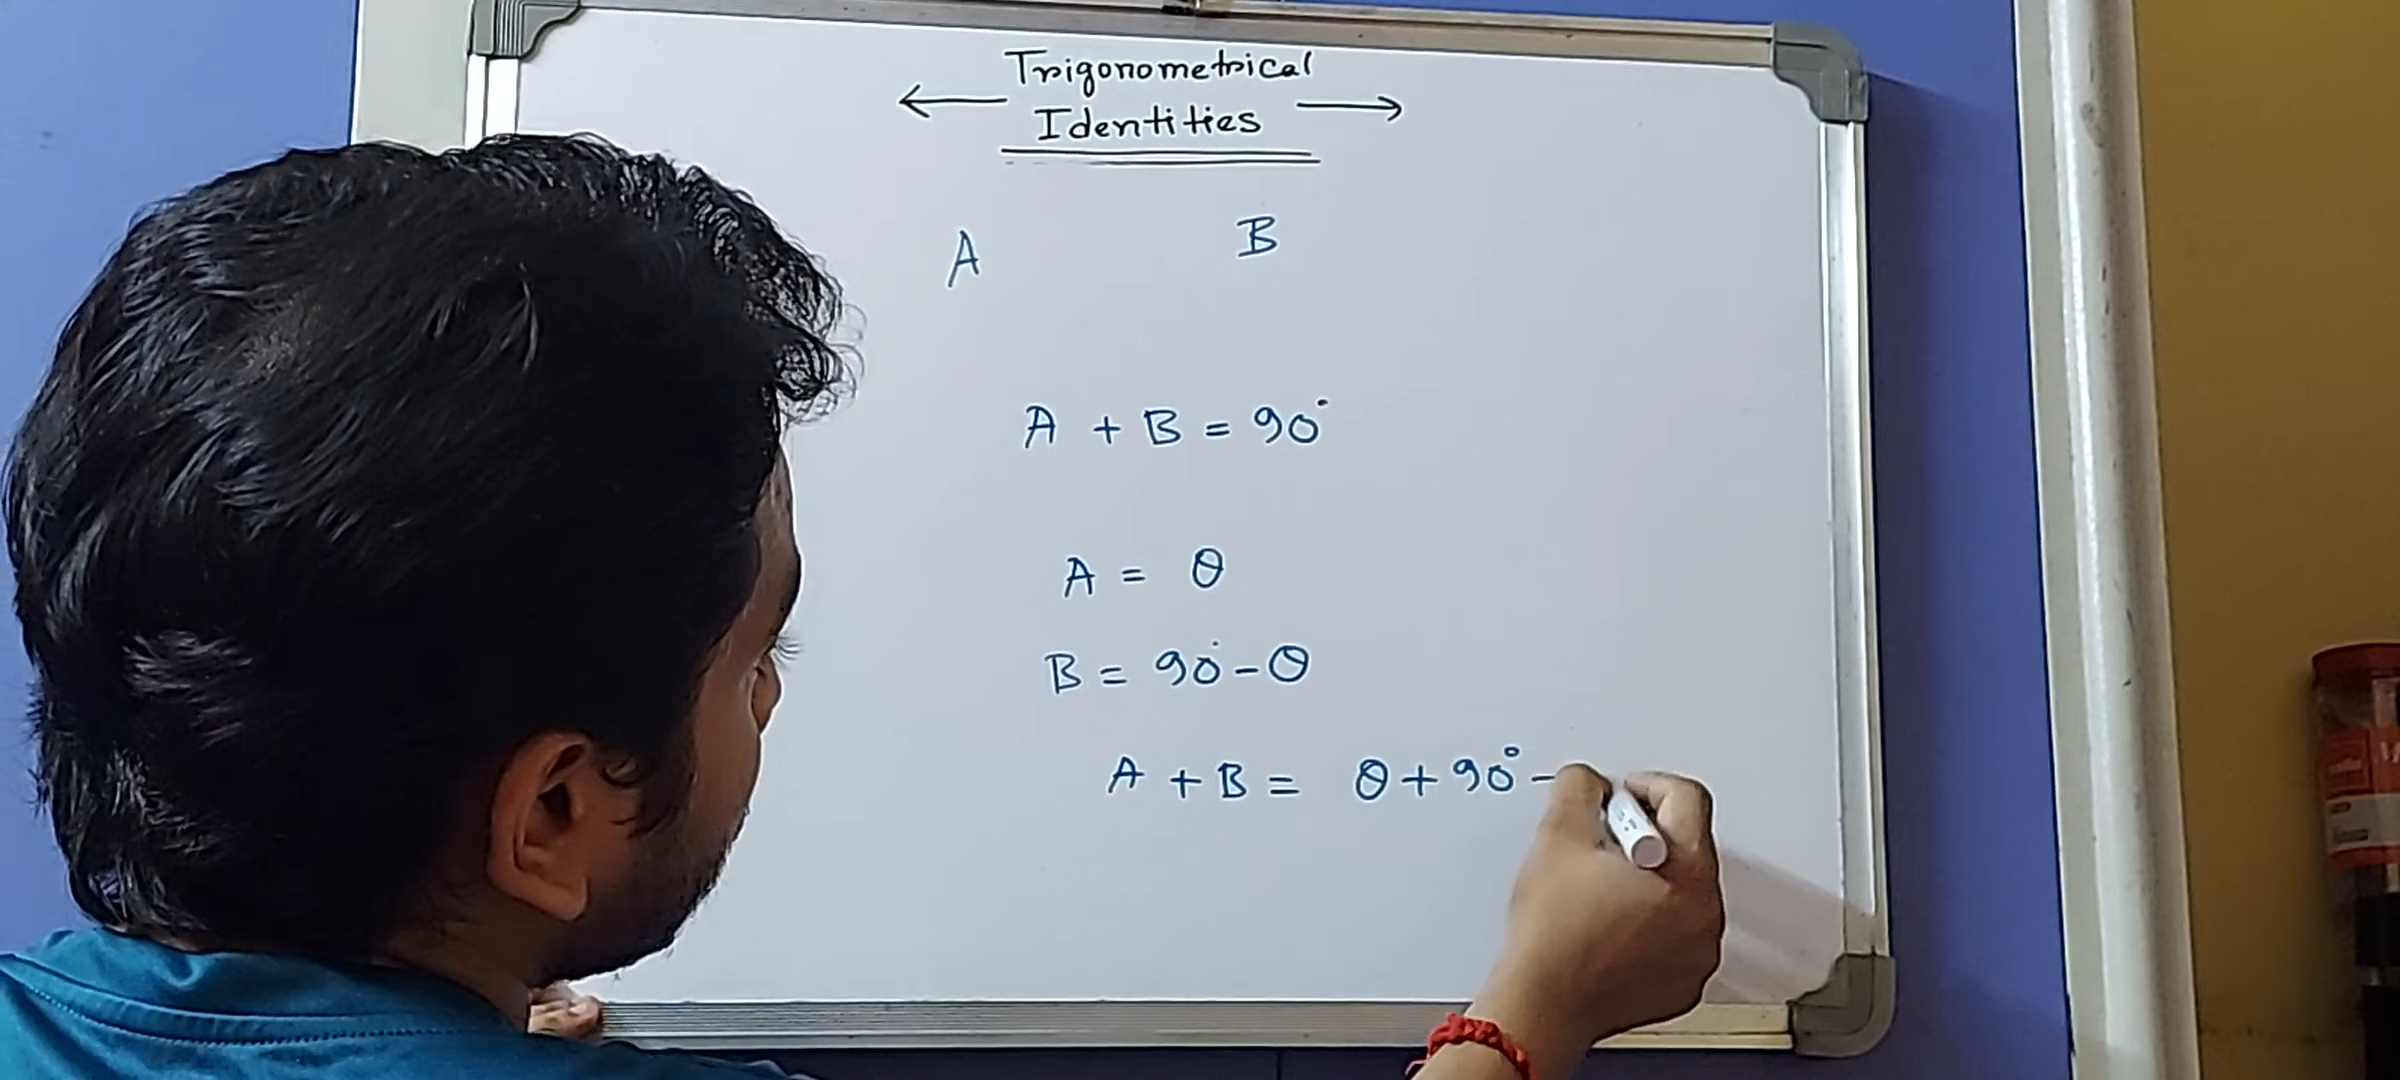 Trigonometrical
← Identities →
A B
A + B = 90°
A = θ
B = 90° - θ
A + B = θ + 90° -